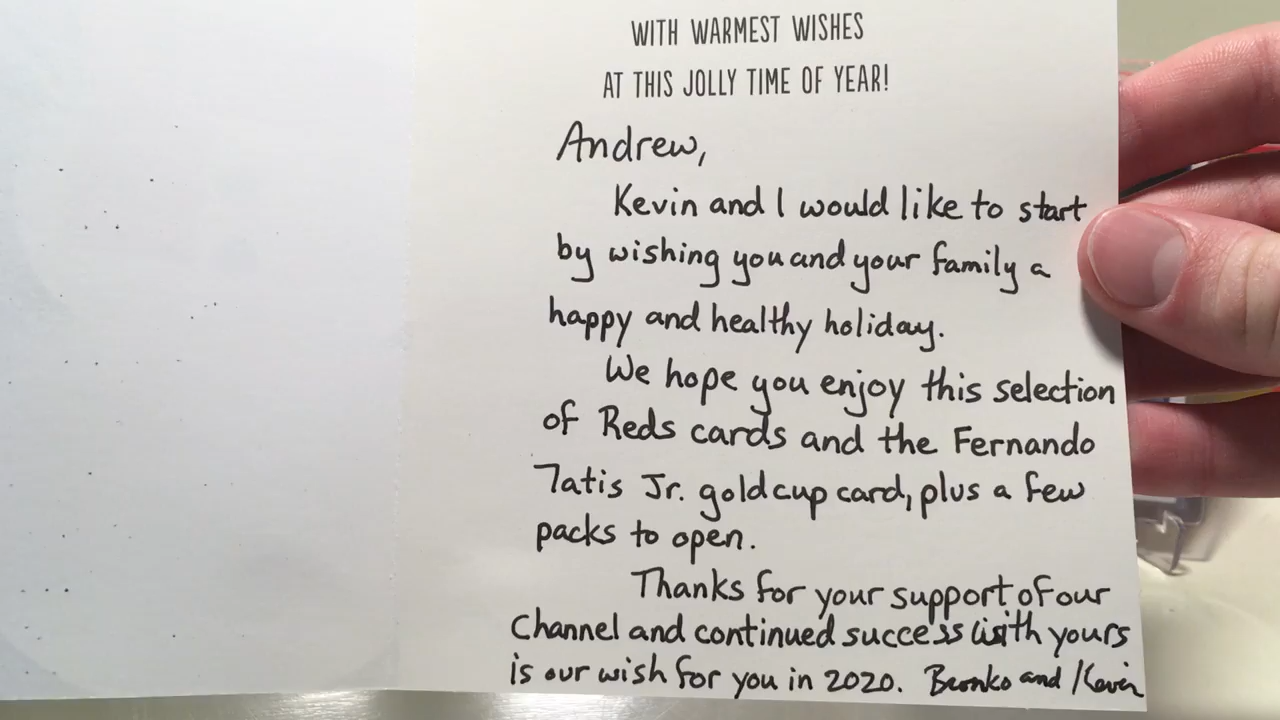 WITH WARMEST WISHES
AT THIS JOLLY TIME OF YEAR!
Andrew,
Kevin and I would like to start
by wishing you and your family a
happy and healthy holiday.
We hope you enjoy this selection
of Reds cards and the Fernando
Tatis Jr. gold cup card, plus a few
packs to open.
Thanks for your support of our
Channel and continued success with yours
is our wish for you in 2020. Bronko and Kevin